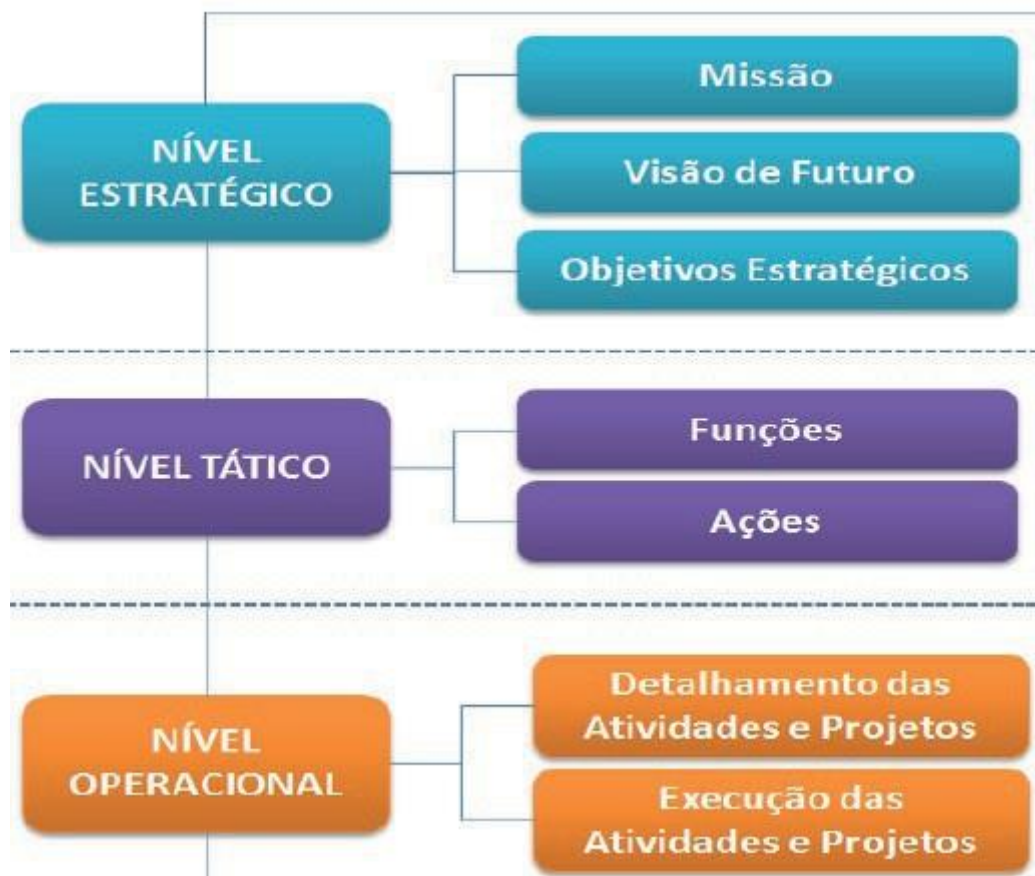 NÍVEL
ESTRATÉGICO
Missão
Visão de Futuro
Objetivos Estratégicos
NÍVEL TÁTICO
Funções
Ações
NÍVEL
OPERACIONAL
Detalhamento das
Atividades e Projetos
Execução das
Atividades e Projetos